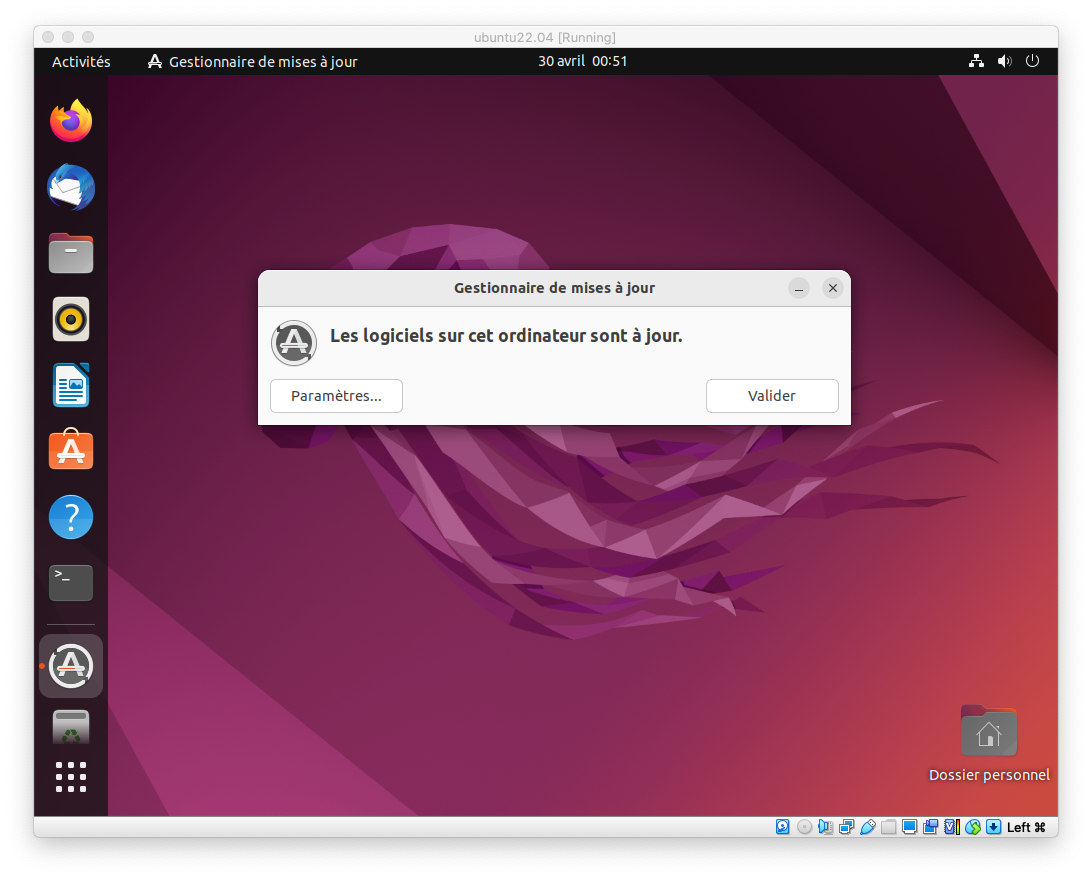 ubuntu22.04 [Running]
Activités
Gestionnaire de mises à jour
30 avril 00:51
Gestionnaire de mises à jour
Les logiciels sur cet ordinateur sont à jour.
Paramètres...
Valider
Dossier personnel
Left ⌘